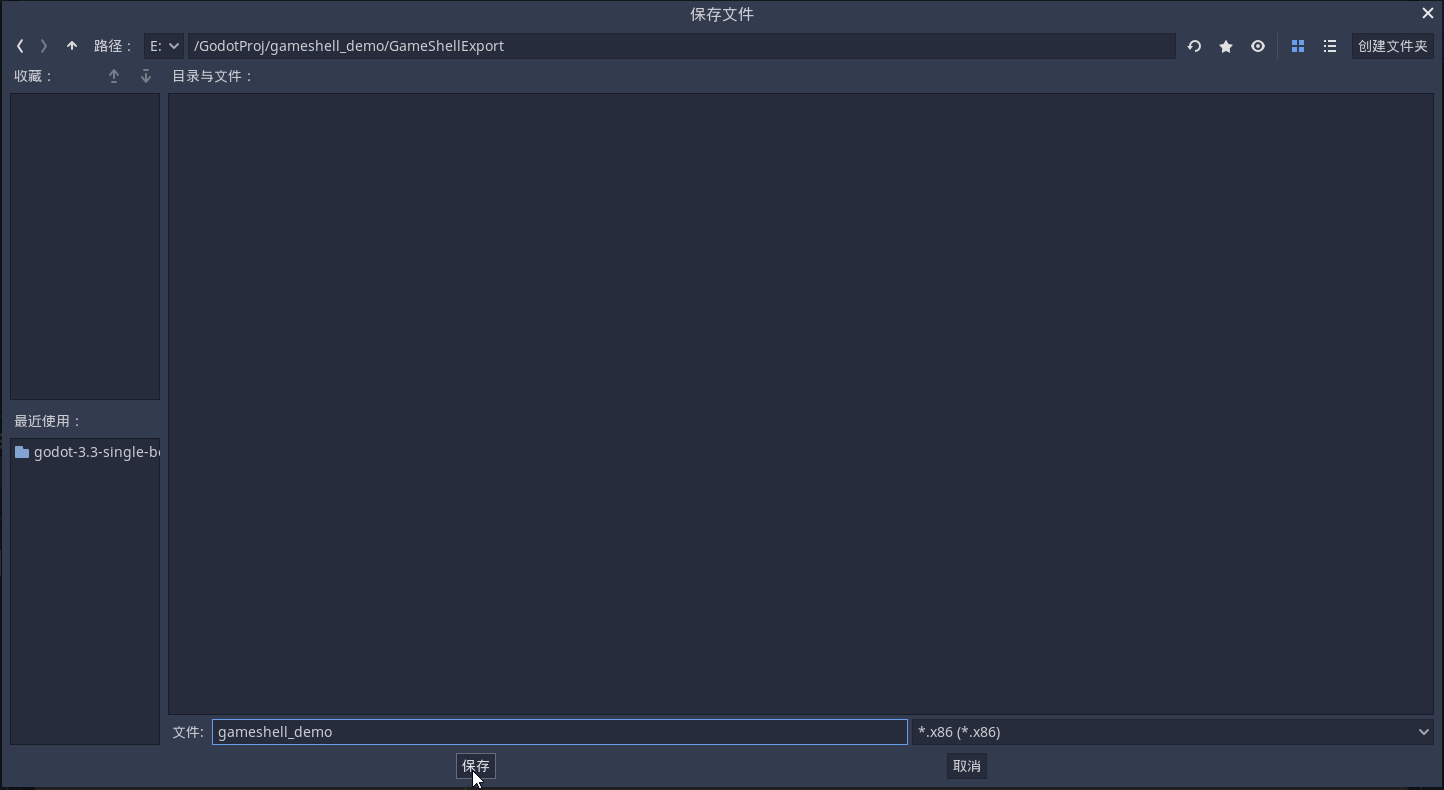 保存文件
路径： E: /GodotProj/gameshell_demo/GameShellExport 创建文件夹
收藏： 目录与文件：
最近使用：
godot-3.3-single-b
文件: gameshell_demo *.x86 (*.x86)
保存 取消